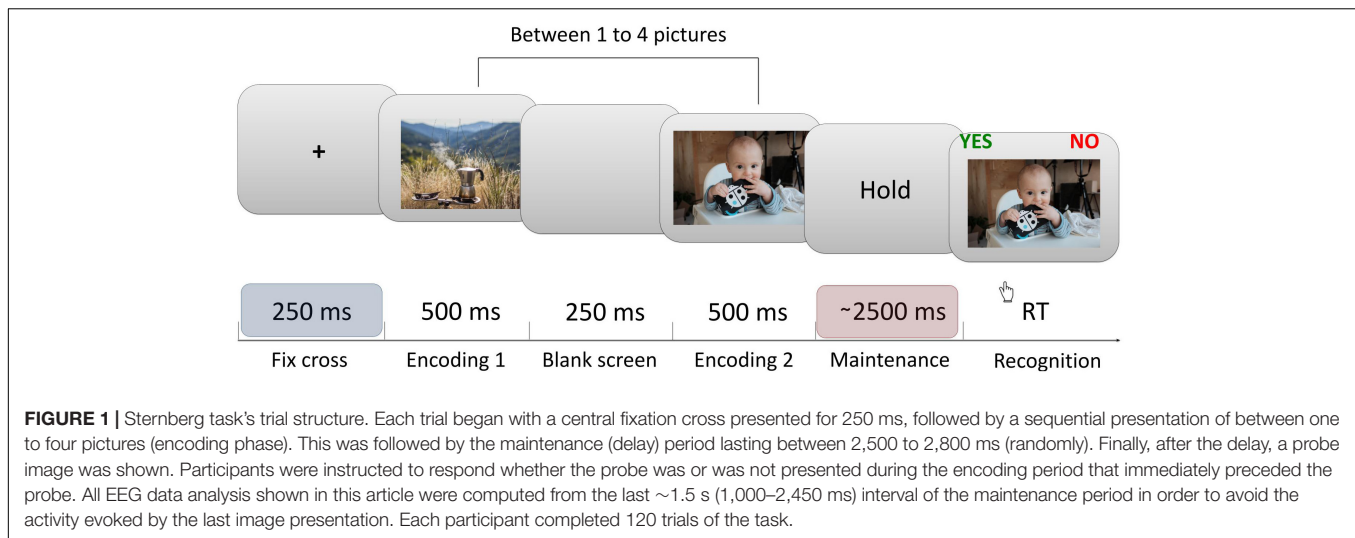 Between 1 to 4 pictures
+
Hold
YES NO
250 ms 500 ms 250 ms 500 ms ~2500 ms RT
Fix cross Encoding 1 Blank screen Encoding 2 Maintenance Recognition
FIGURE 1 | Sternberg task's trial structure. Each trial began with a central fixation cross presented for 250 ms, followed by a sequential presentation of between one
to four pictures (encoding phase). This was followed by the maintenance (delay) period lasting between 2,500 to 2,800 ms (randomly). Finally, after the delay, a probe
image was shown. Participants were instructed to respond whether the probe was or was not presented during the encoding period that immediately preceded the
probe. All EEG data analysis shown in this article were computed from the last ~1.5 s (1,000–2,450 ms) interval of the maintenance period in order to avoid the
activity evoked by the last image presentation. Each participant completed 120 trials of the task.